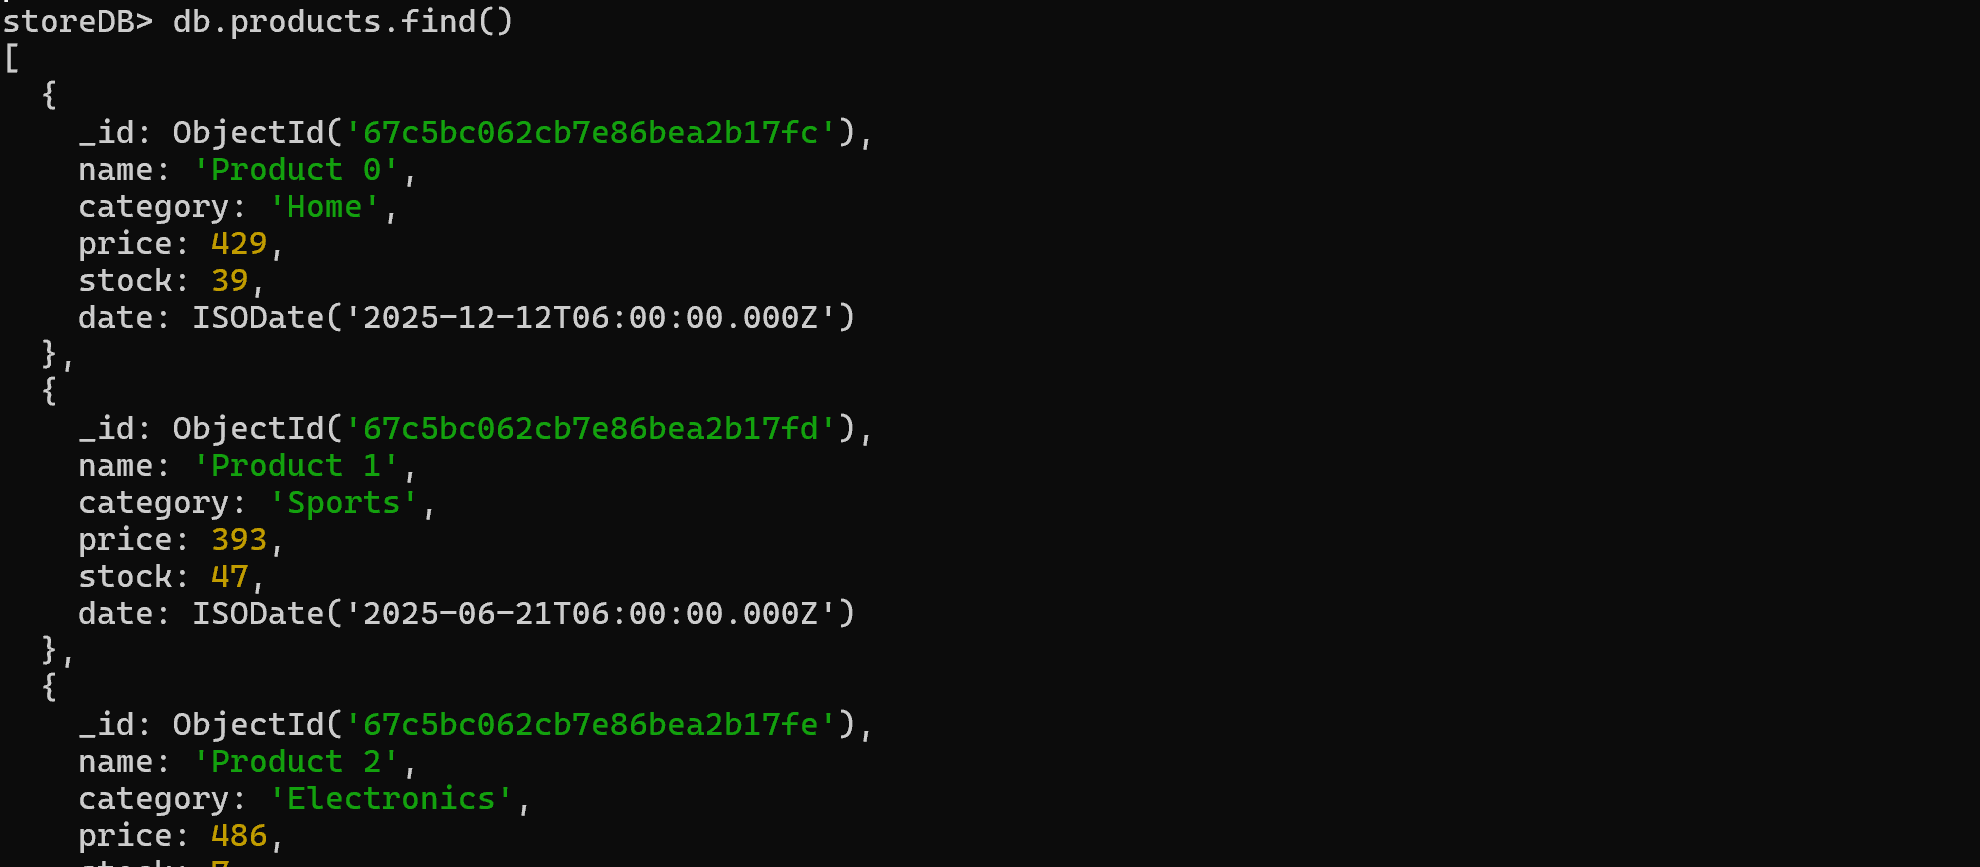 storeDB> db.products.find()
[
  {
    _id: ObjectId('67c5bc062cb7e86bea2b17fc'),
    name: 'Product 0',
    category: 'Home',
    price: 429,
    stock: 39,
    date: ISODate('2025-12-12T06:00:00.000Z')
  },
  {
    _id: ObjectId('67c5bc062cb7e86bea2b17fd'),
    name: 'Product 1',
    category: 'Sports',
    price: 393,
    stock: 47,
    date: ISODate('2025-06-21T06:00:00.000Z')
  },
  {
    _id: ObjectId('67c5bc062cb7e86bea2b17fe'),
    name: 'Product 2',
    category: 'Electronics',
    price: 486,
    stock: